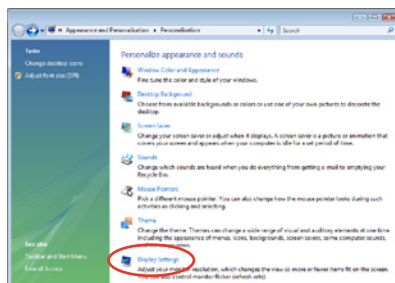 Appearance and Personalization ▸ Personalization
Search
Tasks
Change desktop icons
Adjust font size (DPI)
See also
Taskbar and Start Menu
Ease of Access
Personalize appearance and sounds
Window Color and Appearance
Fine tune the color and style of your windows.
Desktop Background
Choose from available backgrounds or colors or use one of your own pictures to decorate the
desktop.
Screen Saver
Change your screen saver or adjust when it displays. A screen saver is a picture or animation that
covers your screen and appears when your computer is idle for a set period of time.
Sounds
Change which sounds are heard when you do everything from getting e-mail to emptying your
Recycle Bin.
Mouse Pointers
Pick a different mouse pointer. You can also change how the mouse pointer looks during such
activities as clicking and selecting.
Theme
Change the theme. Themes can change a wide range of visual and auditory elements at one time
including the appearance of menus, icons, backgrounds, screen savers, some computer sounds,
and mouse pointers.
Display Settings
Adjust your monitor resolution, which changes the view so more or fewer items fit on the screen.
You can also control monitor flicker (refresh rate).